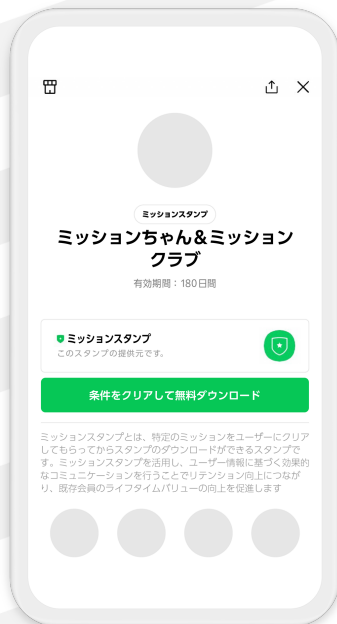 ミッションスタンプ
ミッションちゃん＆ミッション
クラブ
有効期間：180日間
ミッションスタンプ
このスタンプの提供元です。
条件をクリアして無料ダウンロード
ミッションスタンプとは、特定のミッションをユーザーにクリア
してもらってからスタンプのダウンロードができるスタンプで
す。ミッションスタンプを活用し、ユーザー情報に基づく効果的
なコミュニケーションを行うことでリテンション向上につなが
り、既存会員のライフタイムバリューの向上を促進します